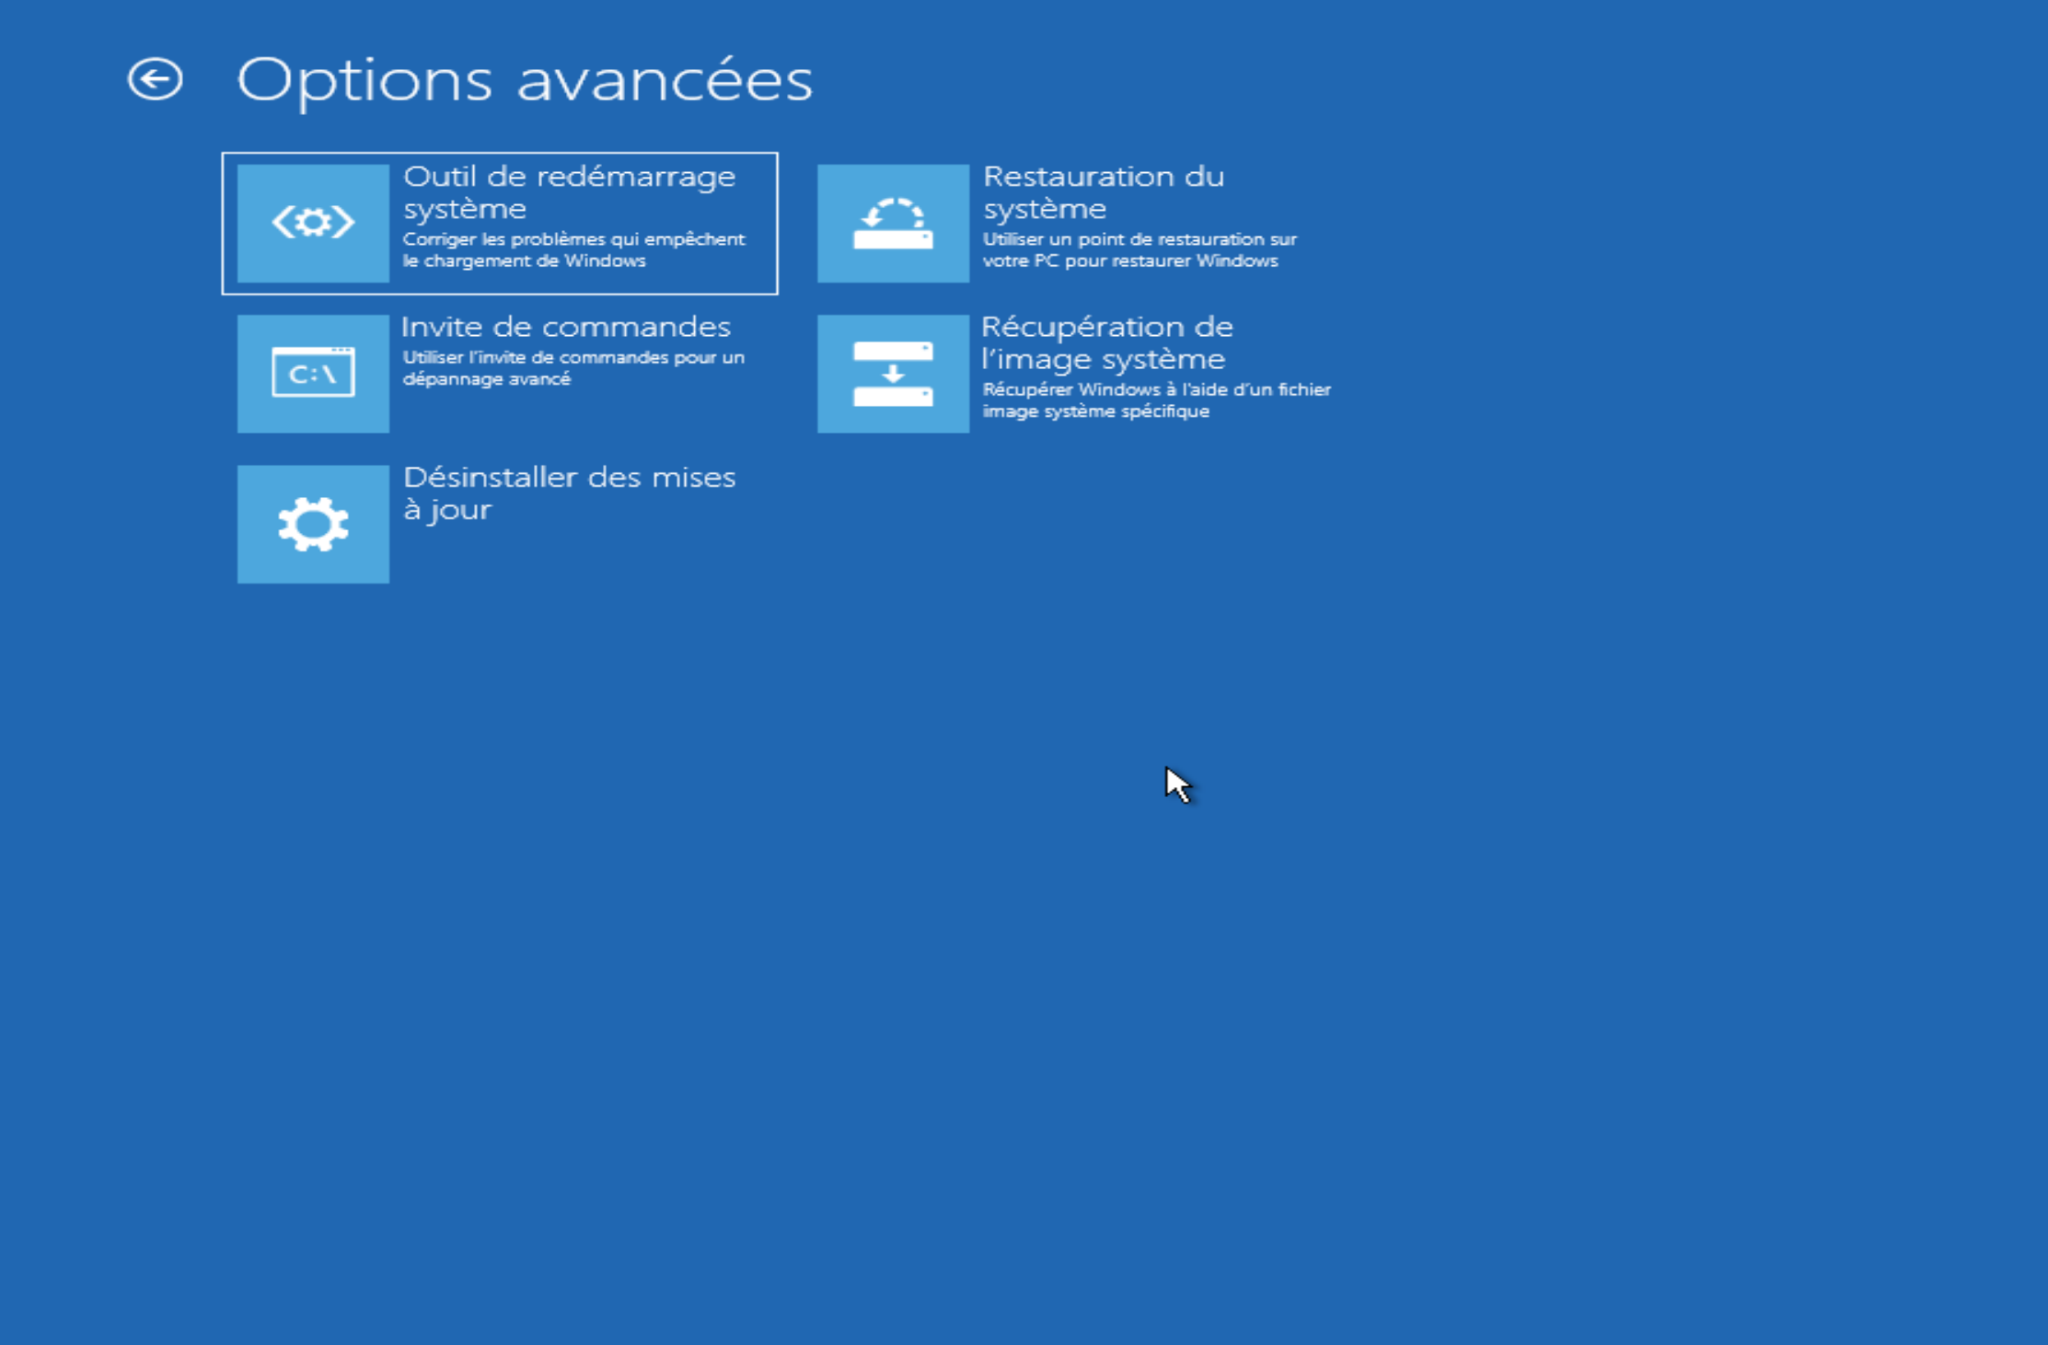 Options avancées
Outil de redémarrage
système
Corriger les problèmes qui empêchent
le chargement de Windows
Restauration du
système
Utiliser un point de restauration sur
votre PC pour restaurer Windows
Invite de commandes
Utiliser l'invite de commandes pour un
dépannage avancé
C:\
Récupération de
l'image système
Récupérer Windows à l'aide d'un fichier
image système spécifique
Désinstaller des mises
à jour